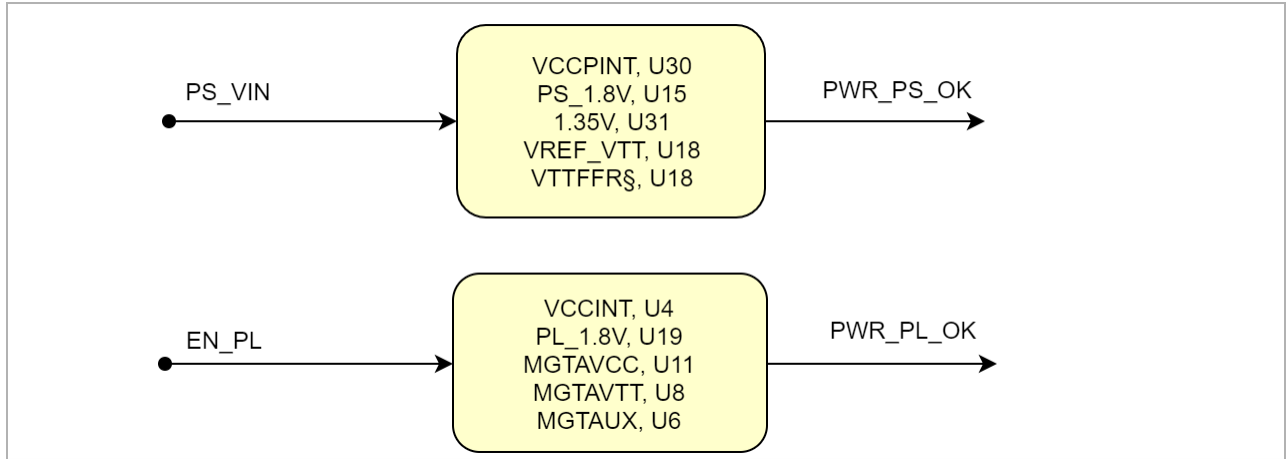 PS_VIN
VCCPINT, U30
PS_1.8V, U15
1.35V, U31
VREF_VTT, U18
VTTFFR§, U18
PWR_PS_OK
EN_PL
VCCINT, U4
PL_1.8V, U19
MGTAVCC, U11
MGTAVTT, U8
MGTAUX, U6
PWR_PL_OK